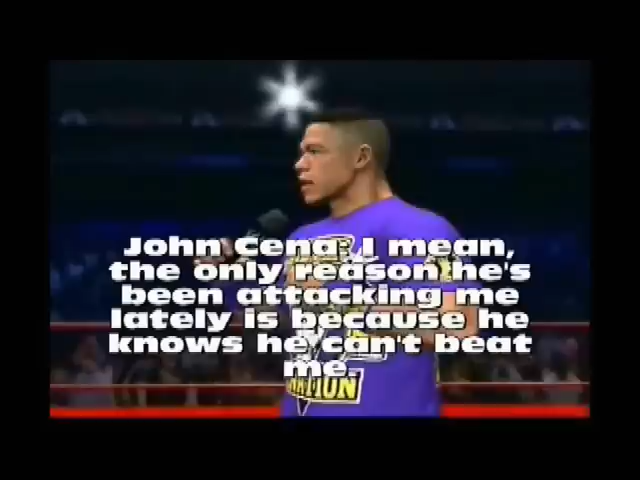 John Cena: I mean,
the only reason he's
been attacking me
lately is because he
knows he can't beat
me.
NATION